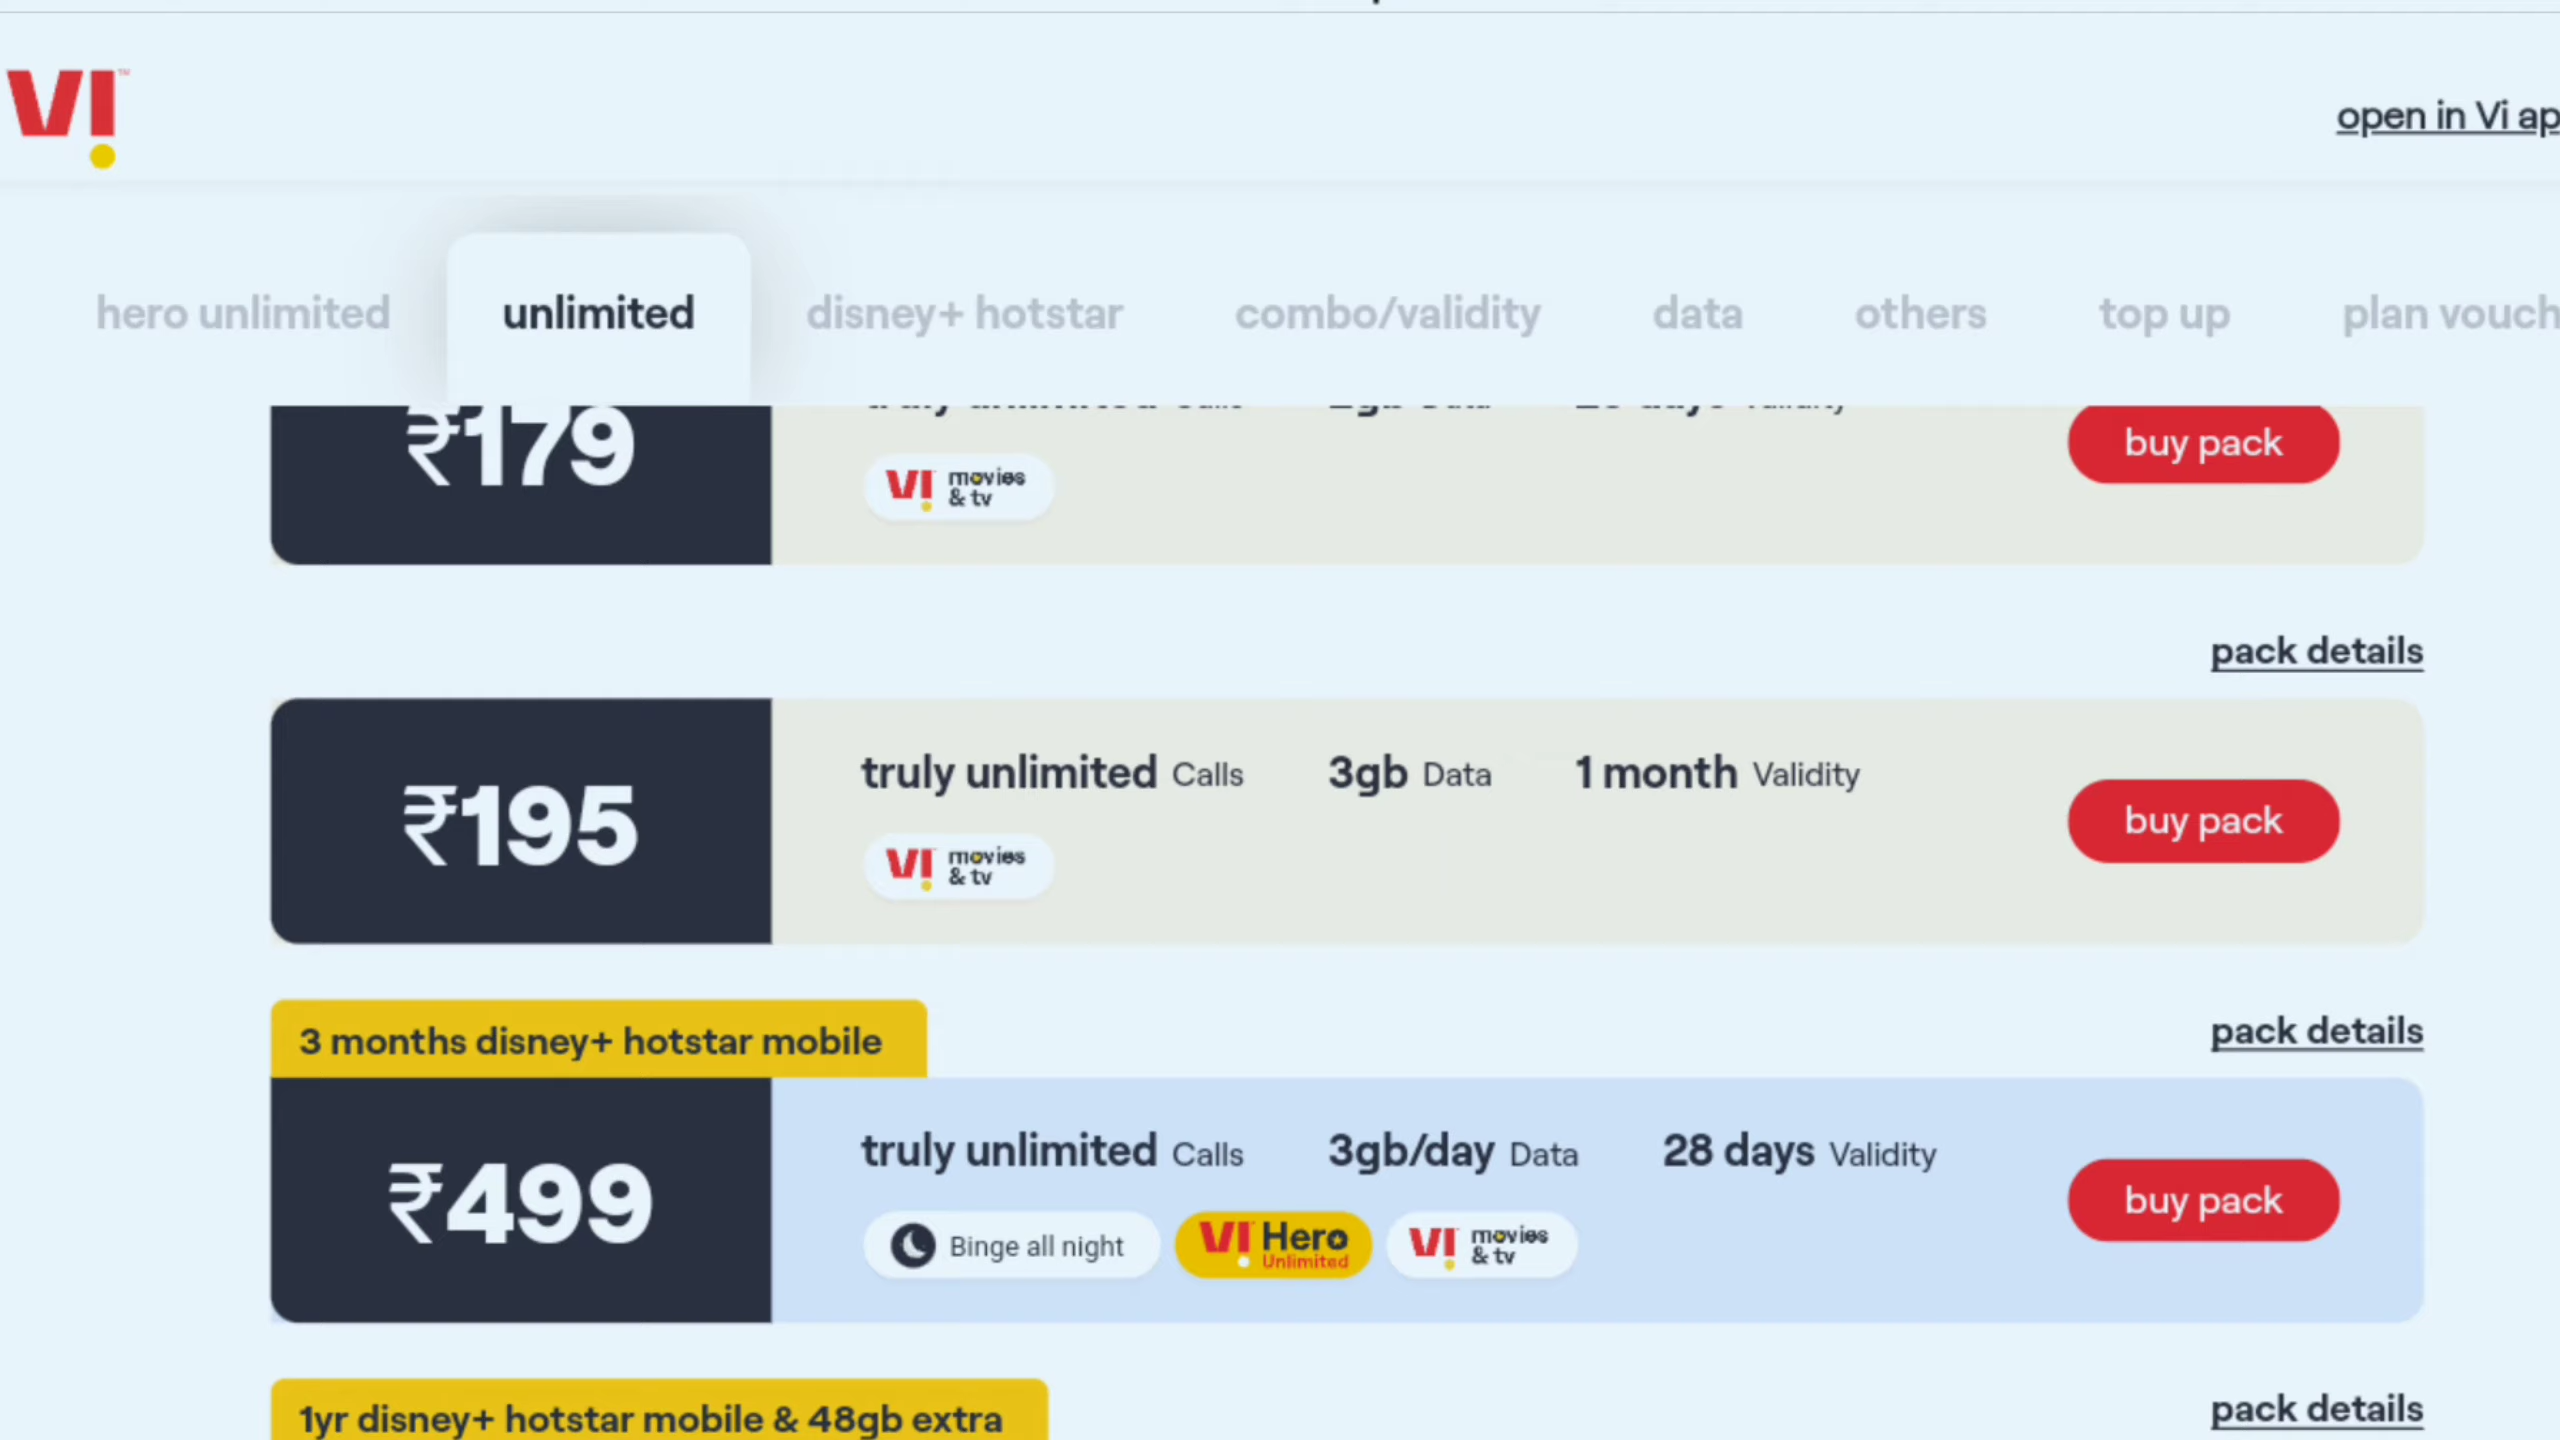 VI™
open in Vi ap
hero unlimited unlimited disney+ hotstar combo/validity data others top up plan vouch
₹179
buy pack
VI movies & tv
pack details
₹195
truly unlimited Calls 3gb Data 1 month Validity
buy pack
VI movies & tv
3 months disney+ hotstar mobile
pack details
₹499
truly unlimited Calls 3gb/day Data 28 days Validity
buy pack
Binge all night VI Hero Unlimited VI movies & tv
1yr disney+ hotstar mobile & 48gb extra
pack details